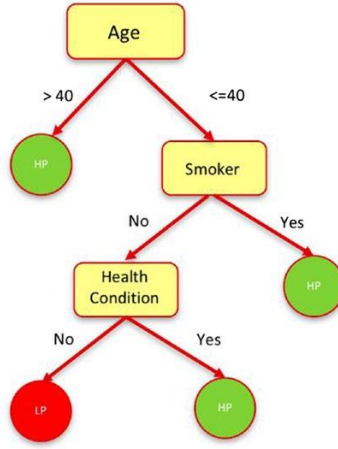 Age
> 40
<=40
HP
Smoker
No
Yes
Health
Condition
HP
No
Yes
LP
HP